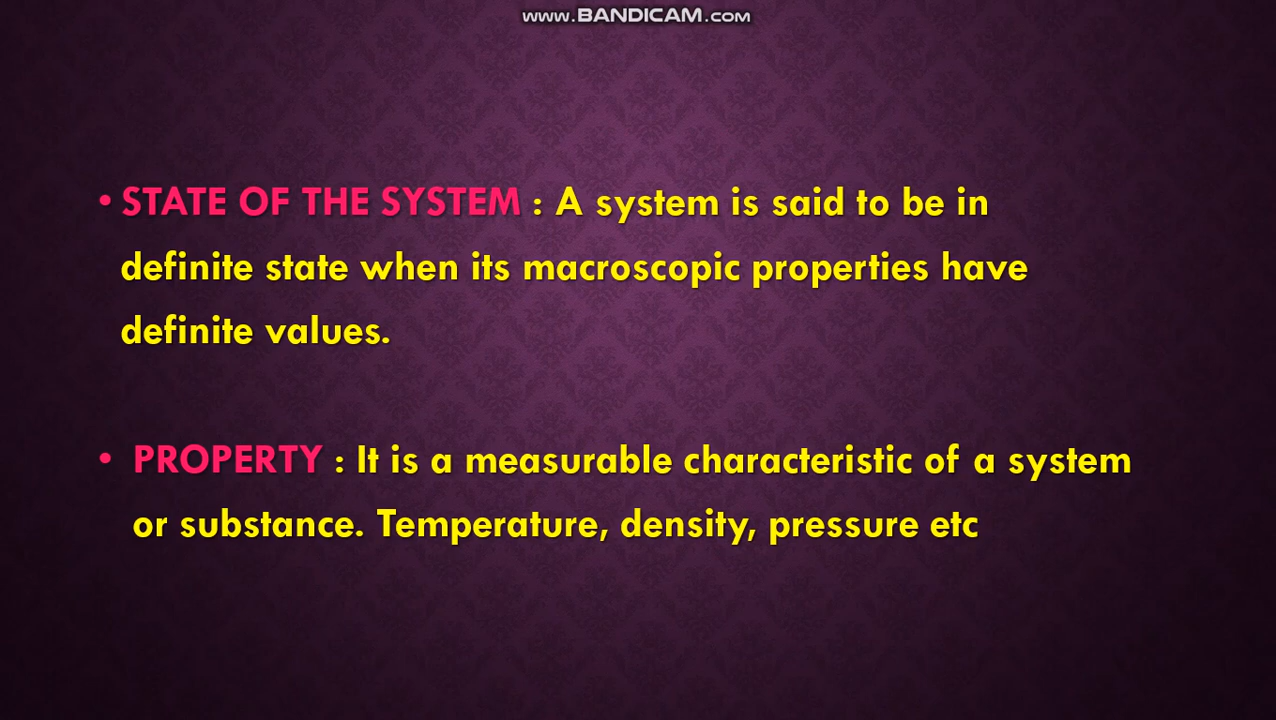 www.BANDICAM.com
• STATE OF THE SYSTEM : A system is said to be in
definite state when its macroscopic properties have
definite values.
• PROPERTY : It is a measurable characteristic of a system
or substance. Temperature, density, pressure etc